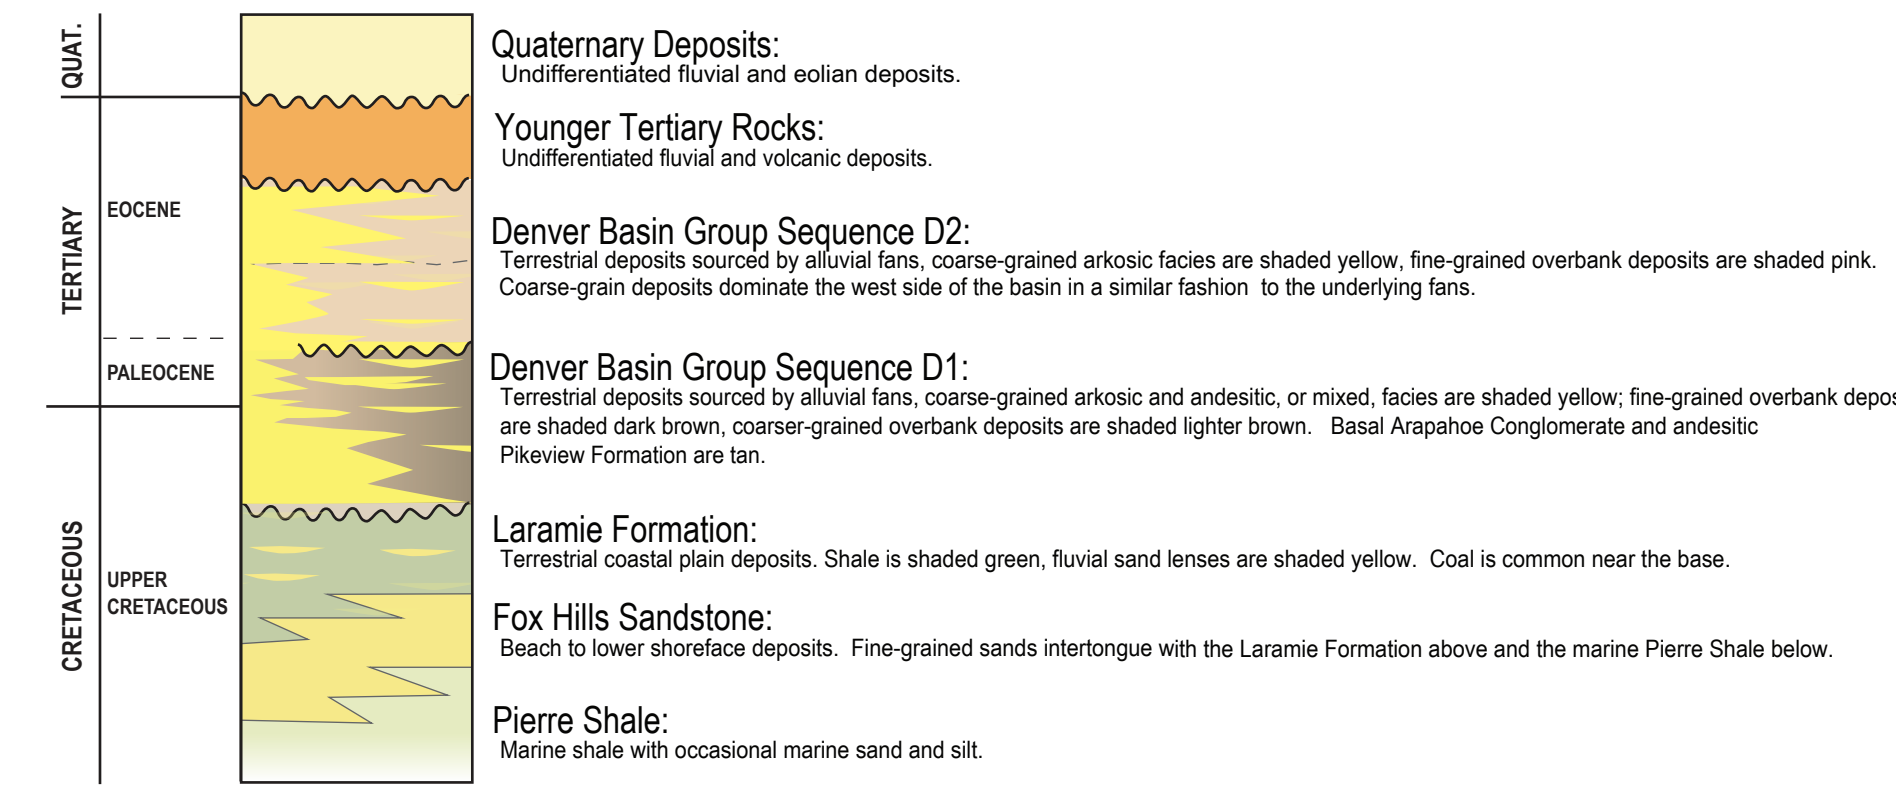 QUAT.
Quaternary Deposits:
Undifferentiated fluvial and eolian deposits.
Younger Tertiary Rocks:
Undifferentiated fluvial and volcanic deposits.
TERTIARY
EOCENE
Denver Basin Group Sequence D2:
Terrestrial deposits sourced by alluvial fans, coarse-grained arkosic facies are shaded yellow, fine-grained overbank deposits are shaded pink.
Coarse-grain deposits dominate the west side of the basin in a similar fashion to the underlying fans.
PALEOCENE
Denver Basin Group Sequence D1:
Terrestrial deposits sourced by alluvial fans, coarse-grained arkosic and andesitic, or mixed, facies are shaded yellow; fine-grained overbank depos
are shaded dark brown, coarser-grained overbank deposits are shaded lighter brown. Basal Arapahoe Conglomerate and andesitic
Pikeview Formation are tan.
CRETACEOUS
UPPER
CRETACEOUS
Laramie Formation:
Terrestrial coastal plain deposits. Shale is shaded green, fluvial sand lenses are shaded yellow. Coal is common near the base.
Fox Hills Sandstone:
Beach to lower shoreface deposits. Fine-grained sands intertongue with the Laramie Formation above and the marine Pierre Shale below.
Pierre Shale:
Marine shale with occasional marine sand and silt.